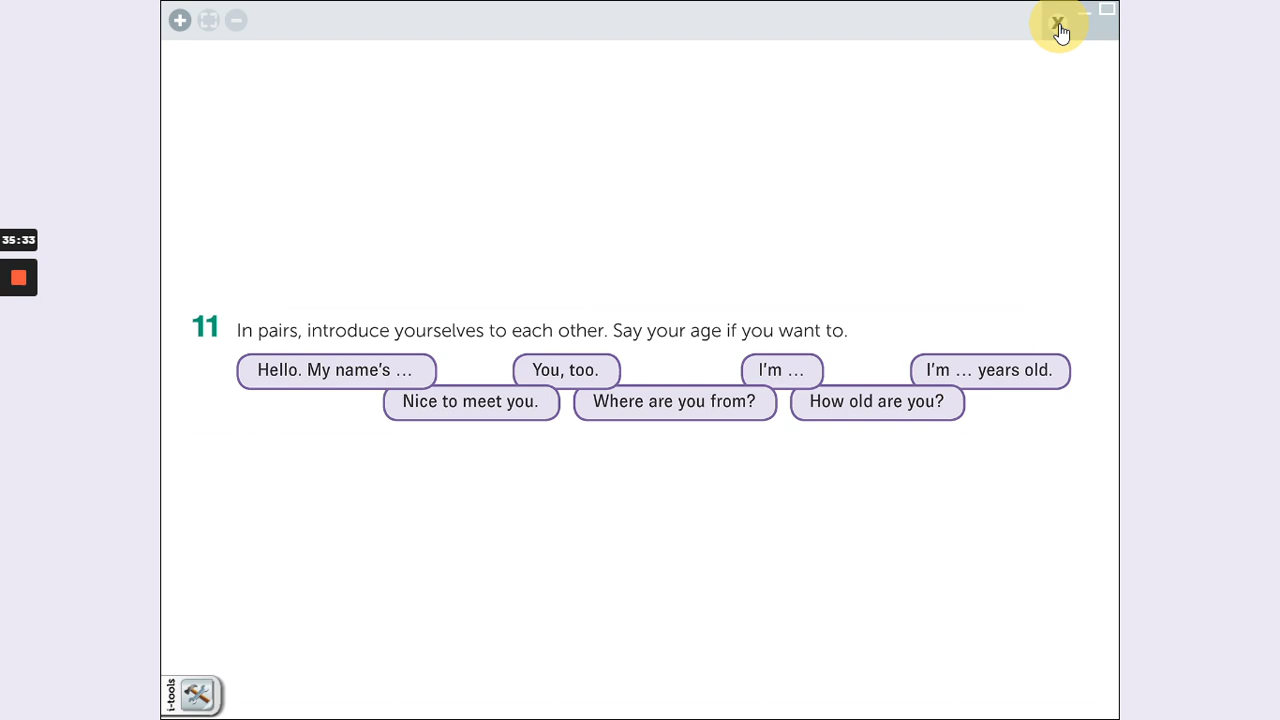 X
35:33
11 In pairs, introduce yourselves to each other. Say your age if you want to.
Hello. My name's … You, too. I'm … I'm … years old.
Nice to meet you. Where are you from? How old are you?
i-tools